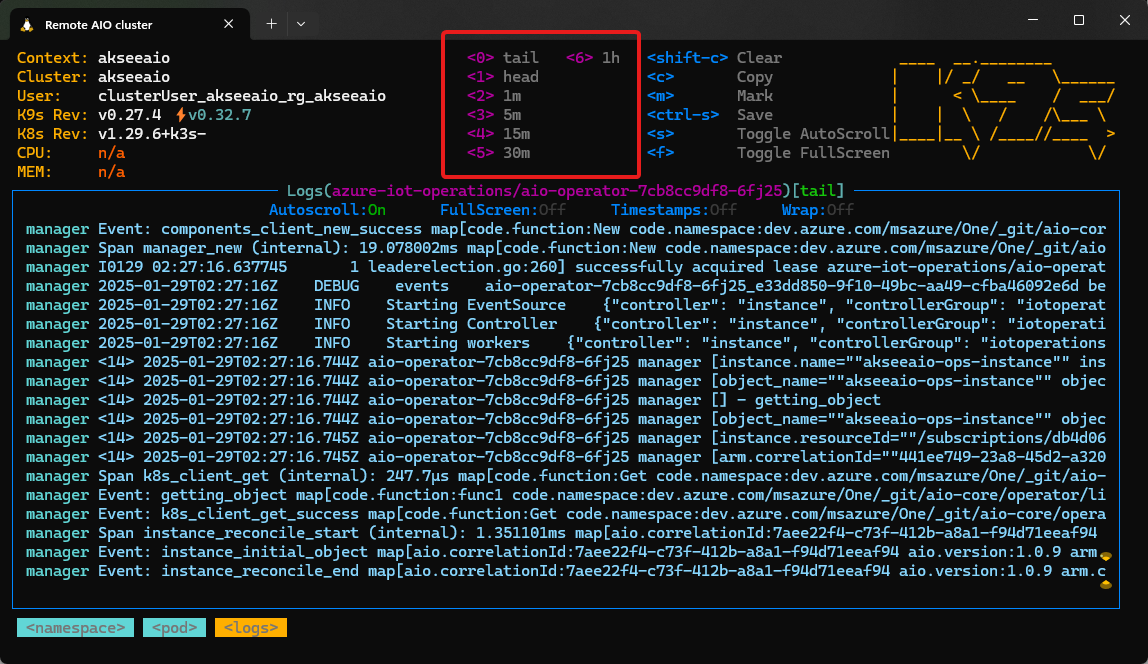 Remote AIO cluster
Context: akseeaio <0> tail <6> 1h <shift-c> Clear
Cluster: akseeaio <1> head <c> Copy
User: clusterUser_akseeaio_rg_akseeaio <2> 1m <m> Mark
K9s Rev: v0.27.4 ⚡v0.32.7 <3> 5m <ctrl-s> Save
K8s Rev: v1.29.6+k3s- <4> 15m <s> Toggle AutoScroll
CPU: n/a <5> 30m <f> Toggle FullScreen
MEM: n/a
Logs(azure-iot-operations/aio-operator-7cb8cc9df8-6fj25)[tail]
Autoscroll:On FullScreen:Off Timestamps:Off Wrap:Off
manager Event: components_client_new_success map[code.function:New code.namespace:dev.azure.com/msazure/One/_git/aio-cor
manager Span manager_new (internal): 19.078002ms map[code.function:New code.namespace:dev.azure.com/msazure/One/_git/aio
manager I0129 02:27:16.637745 1 leaderelection.go:260] successfully acquired lease azure-iot-operations/aio-operat
manager 2025-01-29T02:27:16Z DEBUG events aio-operator-7cb8cc9df8-6fj25_e33dd850-9f10-49bc-aa49-cfba46092e6d be
manager 2025-01-29T02:27:16Z INFO Starting EventSource {"controller": "instance", "controllerGroup": "iotoperat
manager 2025-01-29T02:27:16Z INFO Starting Controller {"controller": "instance", "controllerGroup": "iotoperati
manager 2025-01-29T02:27:16Z INFO Starting workers {"controller": "instance", "controllerGroup": "iotoperations
manager <14> 2025-01-29T02:27:16.744Z aio-operator-7cb8cc9df8-6fj25 manager [instance.name=""akseeaio-ops-instance"" ins
manager <14> 2025-01-29T02:27:16.744Z aio-operator-7cb8cc9df8-6fj25 manager [object_name=""akseeaio-ops-instance"" objec
manager <14> 2025-01-29T02:27:16.744Z aio-operator-7cb8cc9df8-6fj25 manager [] - getting_object
manager <14> 2025-01-29T02:27:16.744Z aio-operator-7cb8cc9df8-6fj25 manager [object_name=""akseeaio-ops-instance"" objec
manager <14> 2025-01-29T02:27:16.745Z aio-operator-7cb8cc9df8-6fj25 manager [instance.resourceId=""/subscriptions/db4d06
manager <14> 2025-01-29T02:27:16.745Z aio-operator-7cb8cc9df8-6fj25 manager [arm.correlationId=""441ee749-23a8-45d2-a320
manager Span k8s_client_get (internal): 247.7µs map[code.function:Get code.namespace:dev.azure.com/msazure/One/_git/aio-
manager Event: getting_object map[code.function:func1 code.namespace:dev.azure.com/msazure/One/_git/aio-core/operator/li
manager Event: k8s_client_get_success map[code.function:Get code.namespace:dev.azure.com/msazure/One/_git/aio-core/opera
manager Span instance_reconcile_start (internal): 1.351101ms map[aio.correlationId:7aee22f4-c73f-412b-a8a1-f94d71eeaf94
manager Event: instance_initial_object map[aio.correlationId:7aee22f4-c73f-412b-a8a1-f94d71eeaf94 aio.version:1.0.9 arm.
manager Event: instance_reconcile_end map[aio.correlationId:7aee22f4-c73f-412b-a8a1-f94d71eeaf94 aio.version:1.0.9 arm.c
<namespace> <pod> <logs>